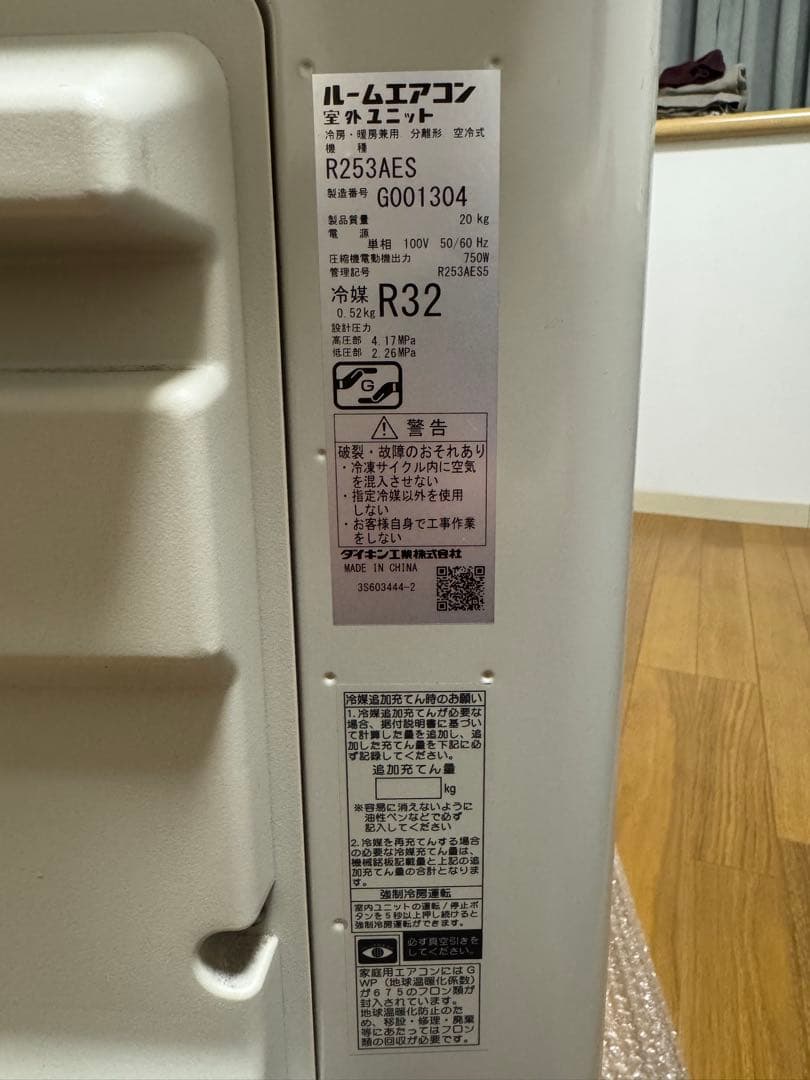 ルームエアコン
室外ユニット
冷房・暖房兼用 分離形 空冷式
機 種
R253AES
製造番号 G001304
製品質量 20 kg
電 源
単相 100V 50/60 Hz
圧縮機電動機出力 750W
管理記号 R253AES5
冷媒 R32
0.52kg
設計圧力
高圧部 4.17MPa
低圧部 2.26MPa
G
警告
破裂・故障のおそれあり
・冷凍サイクル内に空気
を混入させない
・指定冷媒以外を使用
しない
・お客様自身で工事作業
をしない
ダイキン工業株式会社
MADE IN CHINA
3S603444-2
冷媒追加充てん時のお願い
1.冷媒追加充てんが必要な
場合、据付説明書に基づい
て計算した量を追加し、追
加した充てん量を下記に必
ず記録してください。
追加充てん量
kg
※容易に消えないように
油性ペンなどで必ず
記入してください
2.冷媒を再充てんする場合
の必要な冷媒充てん量は、
機械銘板記載量と上記の追
加充てん量の合計となりま
す。
強制冷房運転
室内ユニットの運転/停止ボ
タンを5秒以上押し続けると
強制冷房運転ができます。
必ず真空引きを
してください。
家庭用エアコンにはG
WP(地球温暖化係数)
が675のフロン類が
封入されています。
地球温暖化防止のた
め、移設・修理・廃棄
等にあたってはフロン
類の回収が必要です。